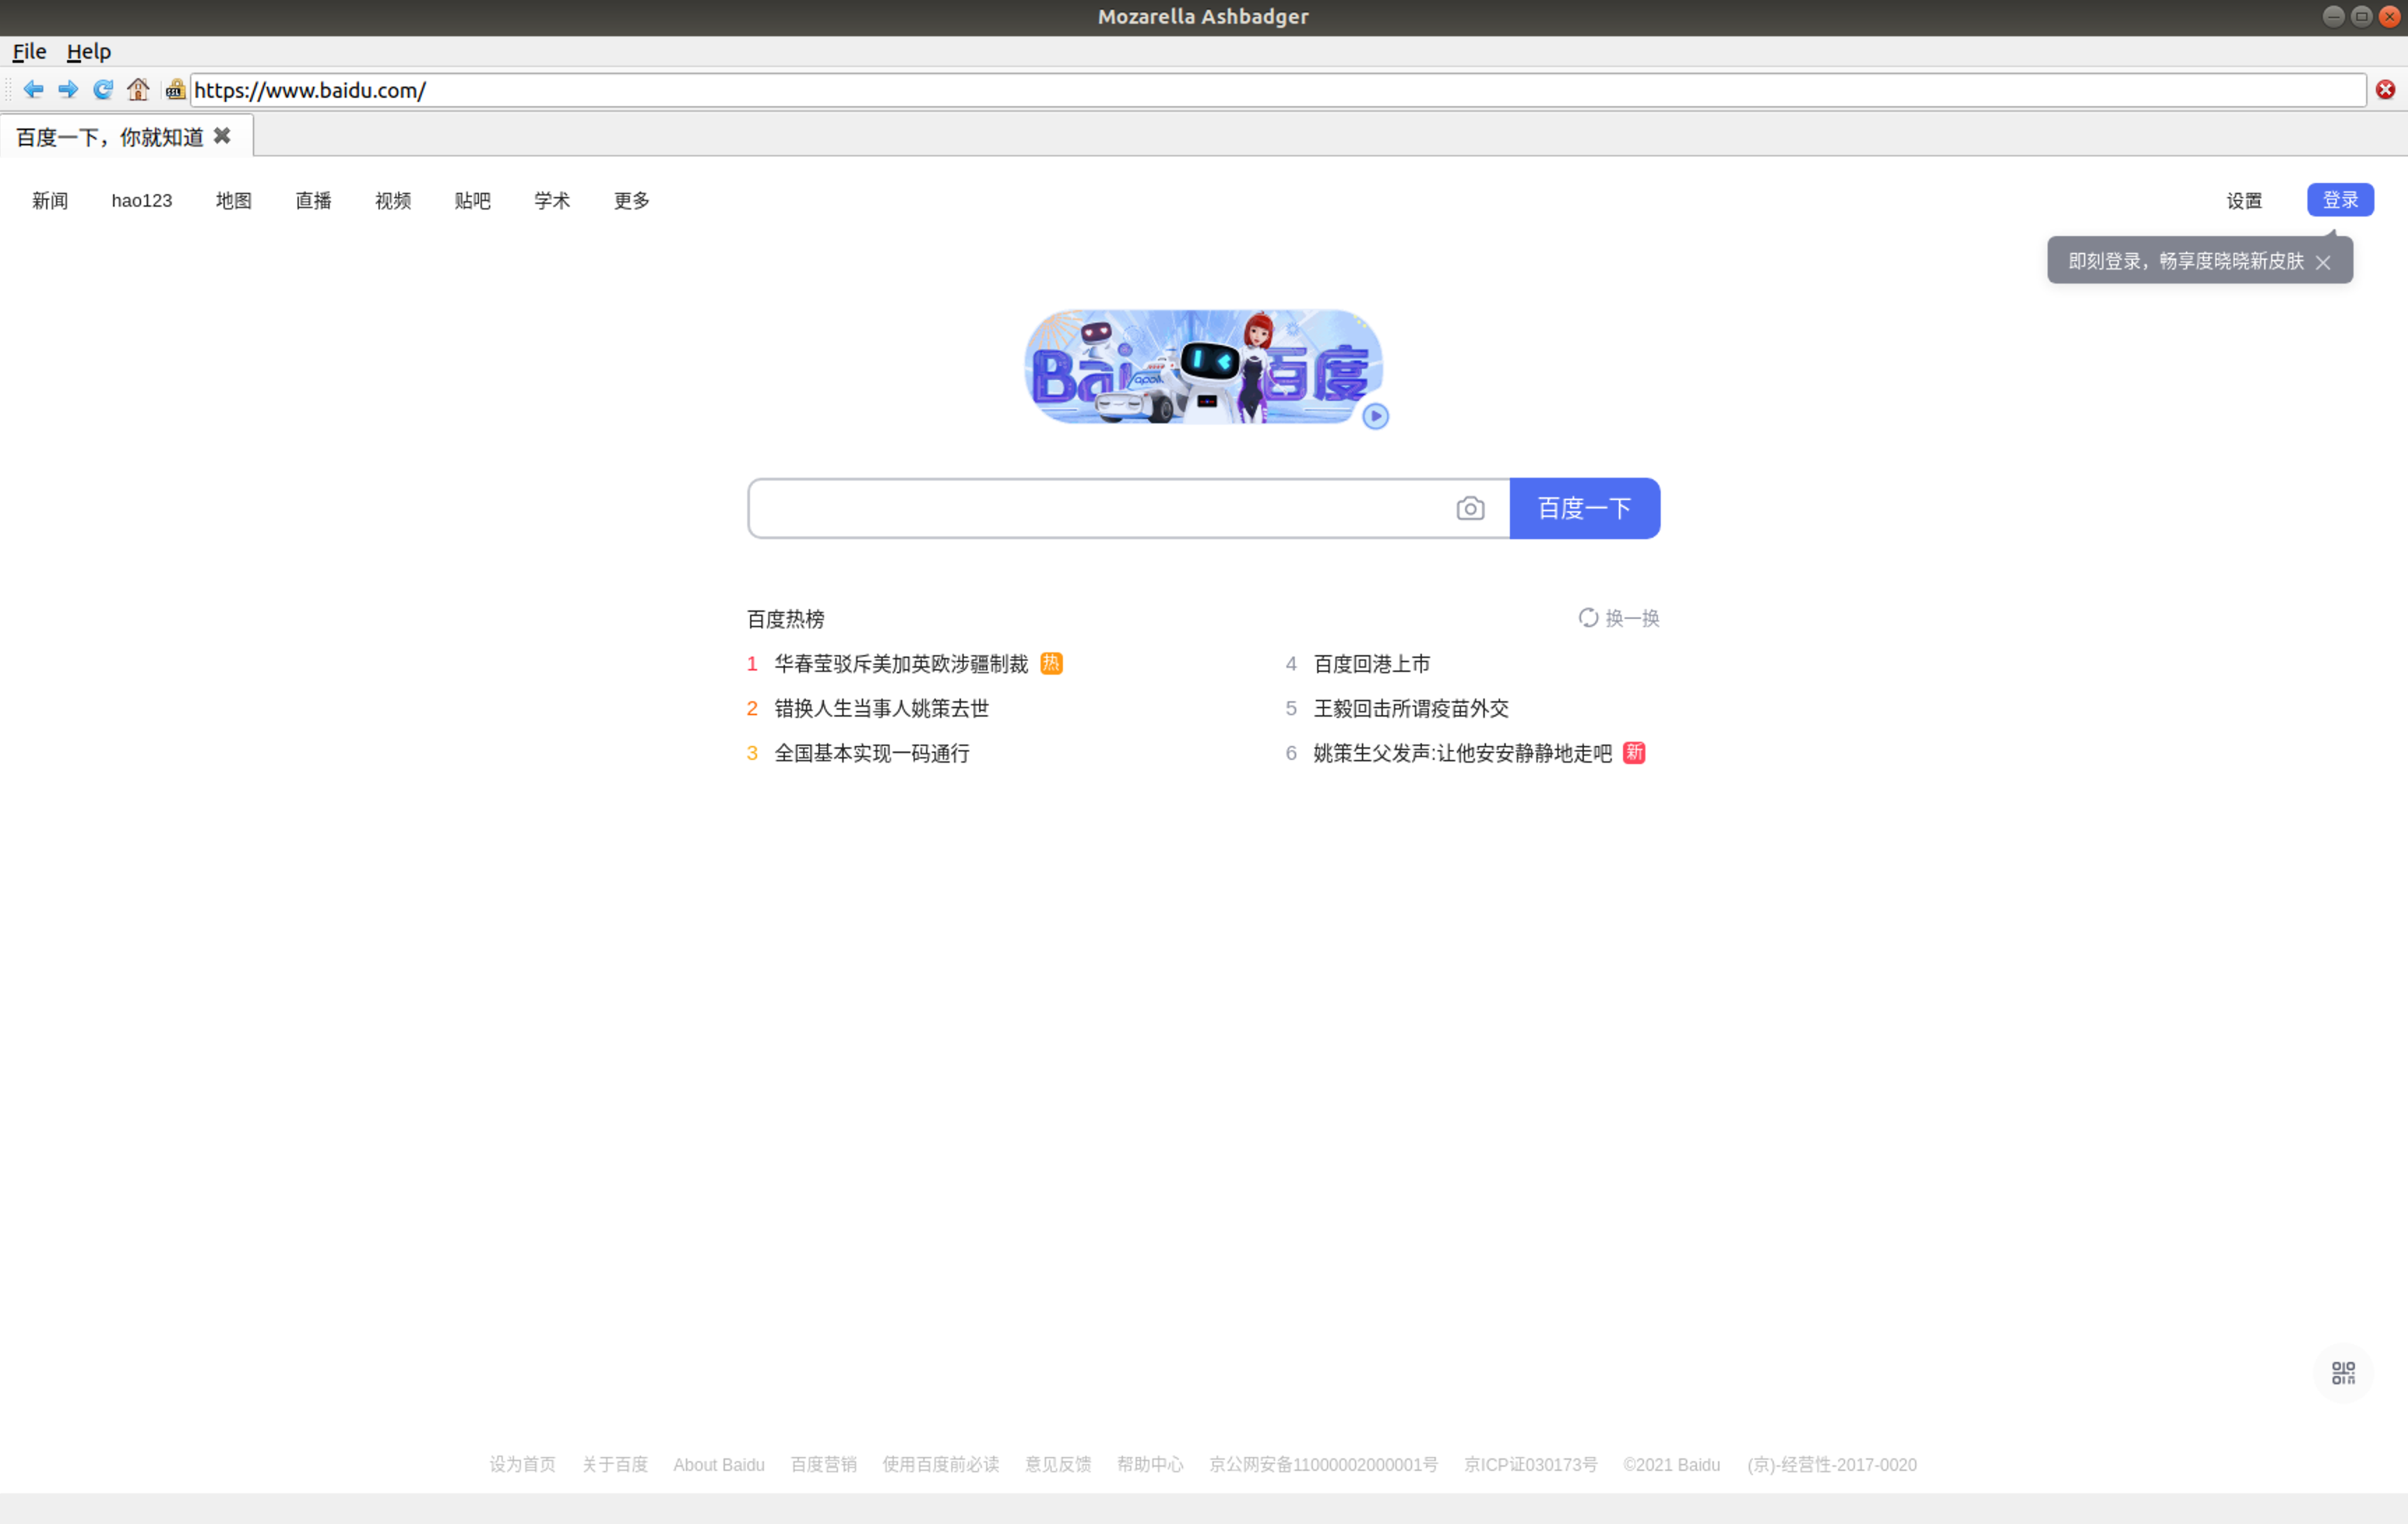 Mozarella Ashbadger
File Help
https://www.baidu.com/
百度一下，你就知道
新闻 hao123 地图 直播 视频 贴吧 学术 更多 设置 登录
即刻登录，畅享度晓晓新皮肤
Bai 百度
百度一下
百度热榜 换一换
1 华春莹驳斥美加英欧涉疆制裁 热
4 百度回港上市
2 错换人生当事人姚策去世
5 王毅回击所谓疫苗外交
3 全国基本实现一码通行
6 姚策生父发声:让他安安静静地走吧 新
设为首页 关于百度 About Baidu 百度营销 使用百度前必读 意见反馈 帮助中心 京公网安备11000002000001号 京ICP证030173号 ©2021 Baidu (京)-经营性-2017-0020